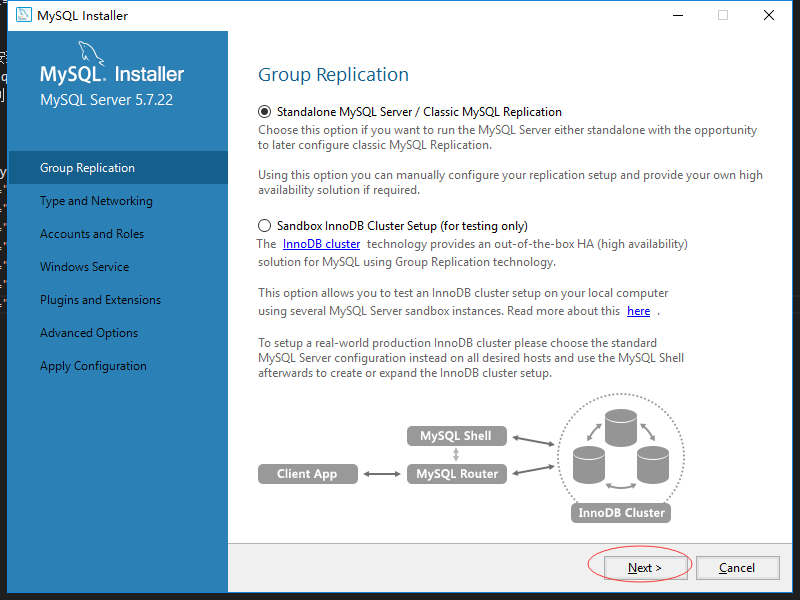 MySQL Installer
MySQL. Installer
MySQL Server 5.7.22
Group Replication
Type and Networking
Accounts and Roles
Windows Service
Plugins and Extensions
Advanced Options
Apply Configuration
Group Replication
Standalone MySQL Server / Classic MySQL Replication
Choose this option if you want to run the MySQL Server either standalone with the opportunity
to later configure classic MySQL Replication.
Using this option you can manually configure your replication setup and provide your own high
availability solution if required.
Sandbox InnoDB Cluster Setup (for testing only)
The InnoDB cluster technology provides an out-of-the-box HA (high availability)
solution for MySQL using Group Replication technology.
This option allows you to test an InnoDB cluster setup on your local computer
using several MySQL Server sandbox instances. Read more about this here .
To setup a real-world production InnoDB cluster please choose the standard
MySQL Server configuration instead on all desired hosts and use the MySQL Shell
afterwards to create or expand the InnoDB cluster setup.
MySQL Shell
Client App
MySQL Router
InnoDB Cluster
Next >
Cancel